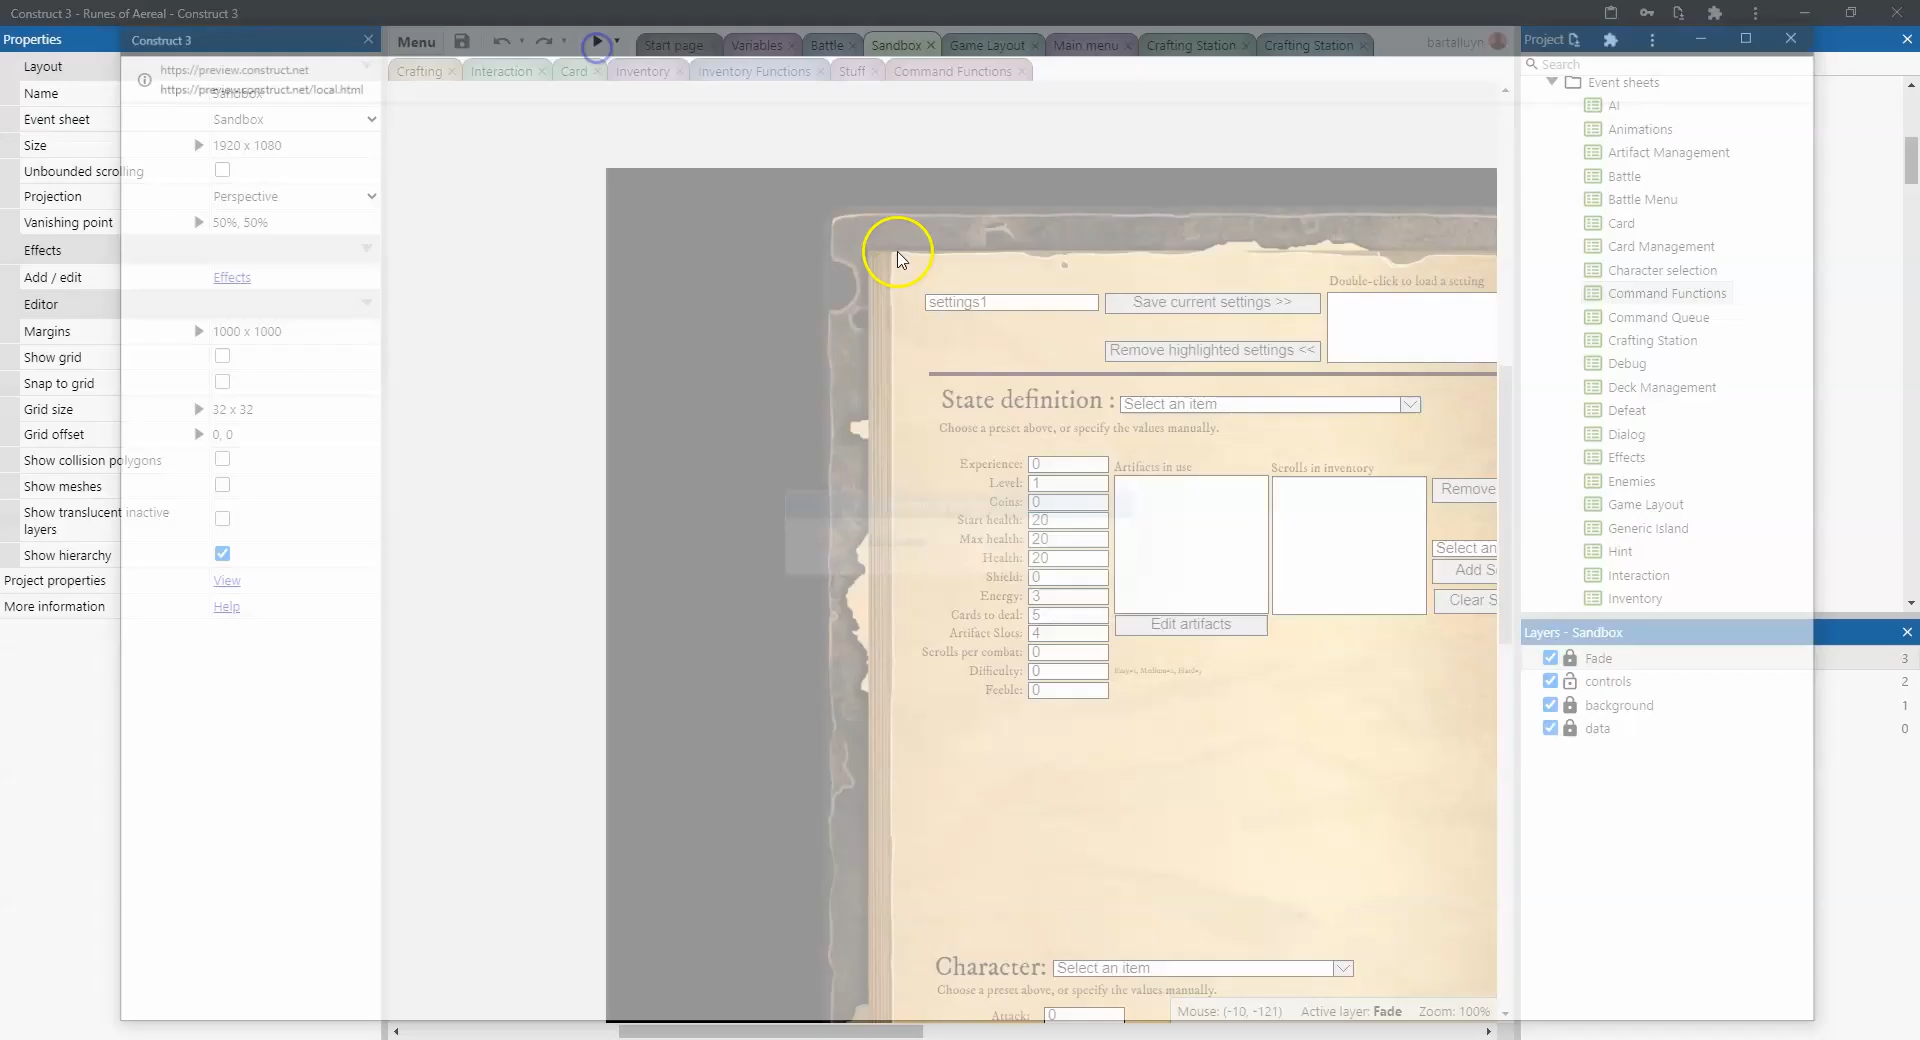 Construct 3 - Runes of Aereal - Construct 3
Properties
Construct 3
https://preview.construct.net
https://preview.construct.net/local.html
Layout
Name Sandbox
Event sheet Sandbox
Size 1920 x 1080
Unbounded scrolling
Projection Perspective
Vanishing point 50%, 50%
Effects
Add / edit Effects
Editor
Margins 1000 x 1000
Show grid
Snap to grid
Grid size 32 x 32
Grid offset 0, 0
Show collision polygons
Show meshes
Show translucent inactive
layers
Show hierarchy
Project properties View
More information Help
Menu
Start page Variables Battle Sandbox Game Layout Main menu Crafting Station Crafting Station
bartalluyn
Crafting Interaction Card Inventory Inventory Functions Stuff Command Functions
Double-click to load a setting
settings1 Save current settings >>
Remove highlighted settings <<
State definition : Select an item
Choose a preset above, or specify the values manually.
Experience: 0
Level: 1
Coins: 0
Start health: 20
Max health: 20
Health: 20
Shield: 0
Energy: 3
Cards to deal: 5
Artifact Slots: 4
Scrolls per combat: 0
Difficulty: 0
Feeble: 0
Artifacts in use
Edit artifacts
Scrolls in inventory
Remove
Select an
Add S
Clear S
Character: Select an item
Choose a preset above, or specify the values manually.
Attack: 0
Mouse: (-10, -121) Active layer: Fade Zoom: 100%
Project
Search
Event sheets
AI
Animations
Artifact Management
Battle
Battle Menu
Card
Card Management
Character selection
Command Functions
Command Queue
Crafting Station
Debug
Deck Management
Defeat
Dialog
Effects
Enemies
Game Layout
Generic Island
Hint
Interaction
Inventory
Layers - Sandbox
Fade 3
controls 2
background 1
data 0